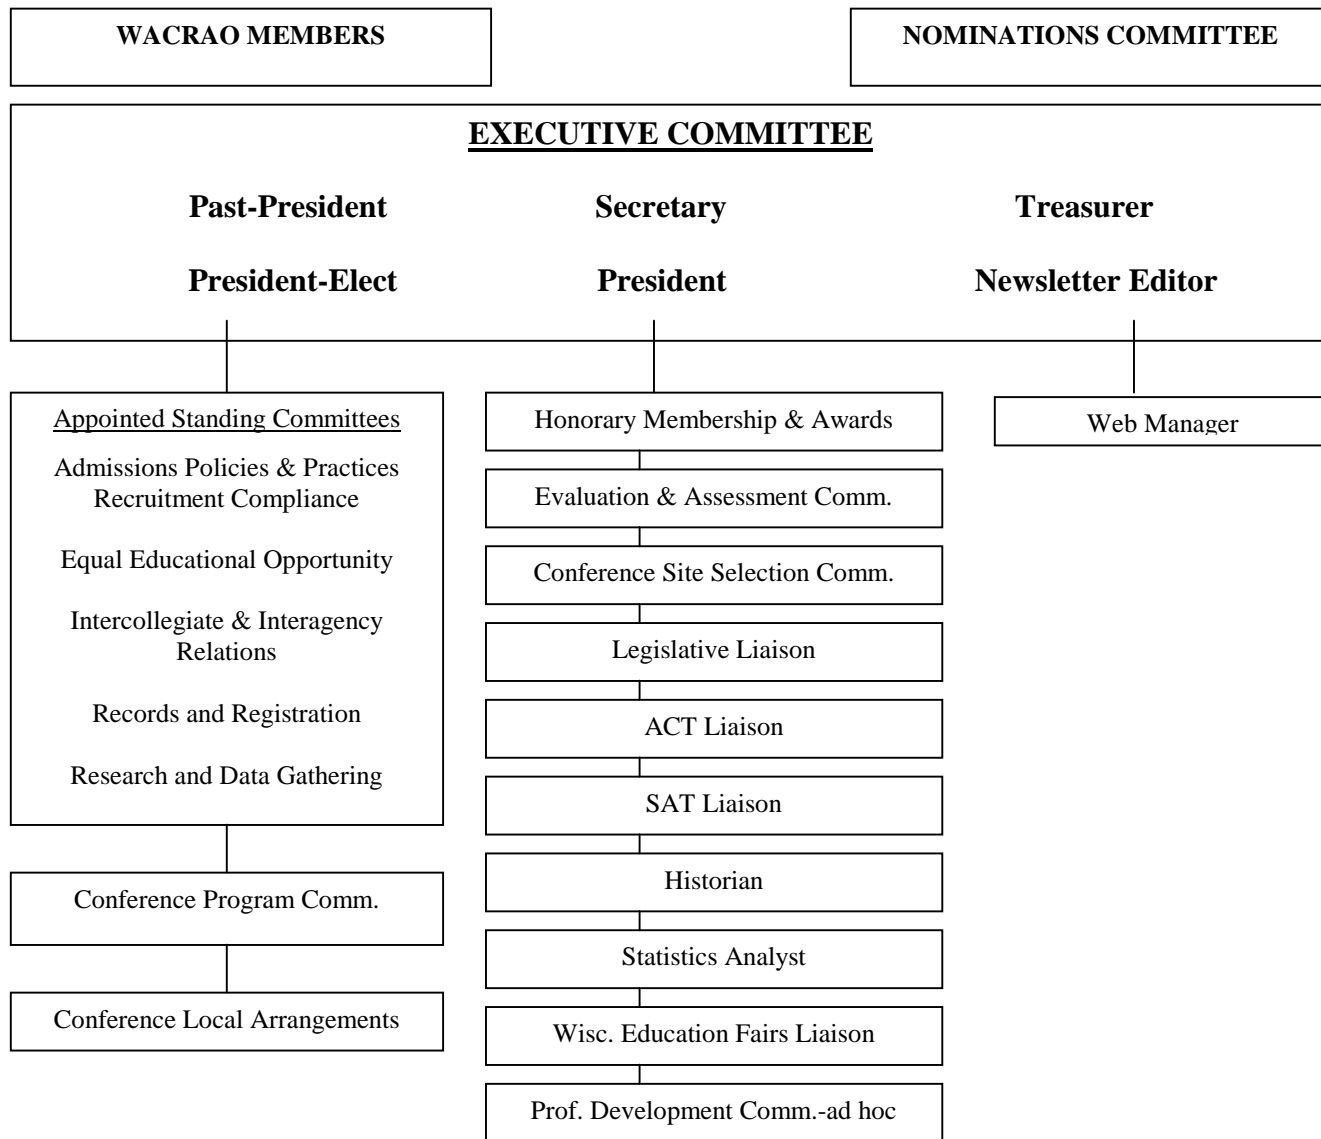 WACRAO MEMBERS
NOMINATIONS COMMITTEE
EXECUTIVE COMMITTEE
Past-President Secretary Treasurer
President-Elect President Newsletter Editor
Appointed Standing Committees
Admissions Policies & Practices
Recruitment Compliance
Equal Educational Opportunity
Intercollegiate & Interagency
Relations
Records and Registration
Research and Data Gathering
Conference Program Comm.
Conference Local Arrangements
Honorary Membership & Awards
Evaluation & Assessment Comm.
Conference Site Selection Comm.
Legislative Liaison
ACT Liaison
SAT Liaison
Historian
Statistics Analyst
Wisc. Education Fairs Liaison
Prof. Development Comm.-ad hoc
Web Manager